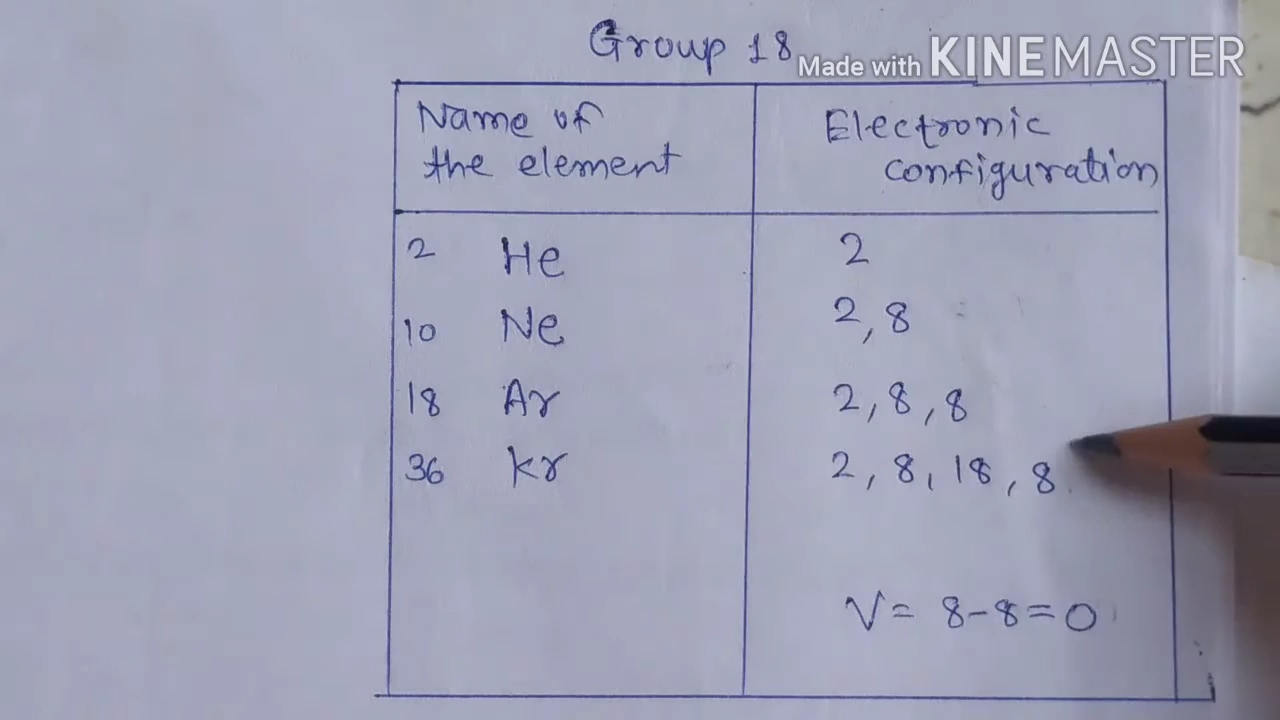 Group 18
Made with KINEMASTER
Name of the element
Electronic configuration
2 He 2
10 Ne 2, 8
18 Ar 2, 8, 8
36 Kr 2, 8, 18, 8
V = 8 - 8 = 0